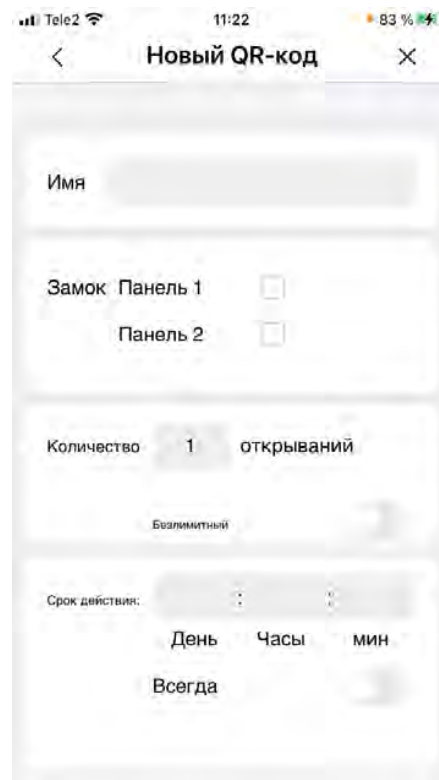 Tele2 11:22 83 %
Новый QR-код
Имя
Замок Панель 1
Панель 2
Количество 1 открываний
Безлимитный
Срок действия: : :
День Часы мин
Всегда